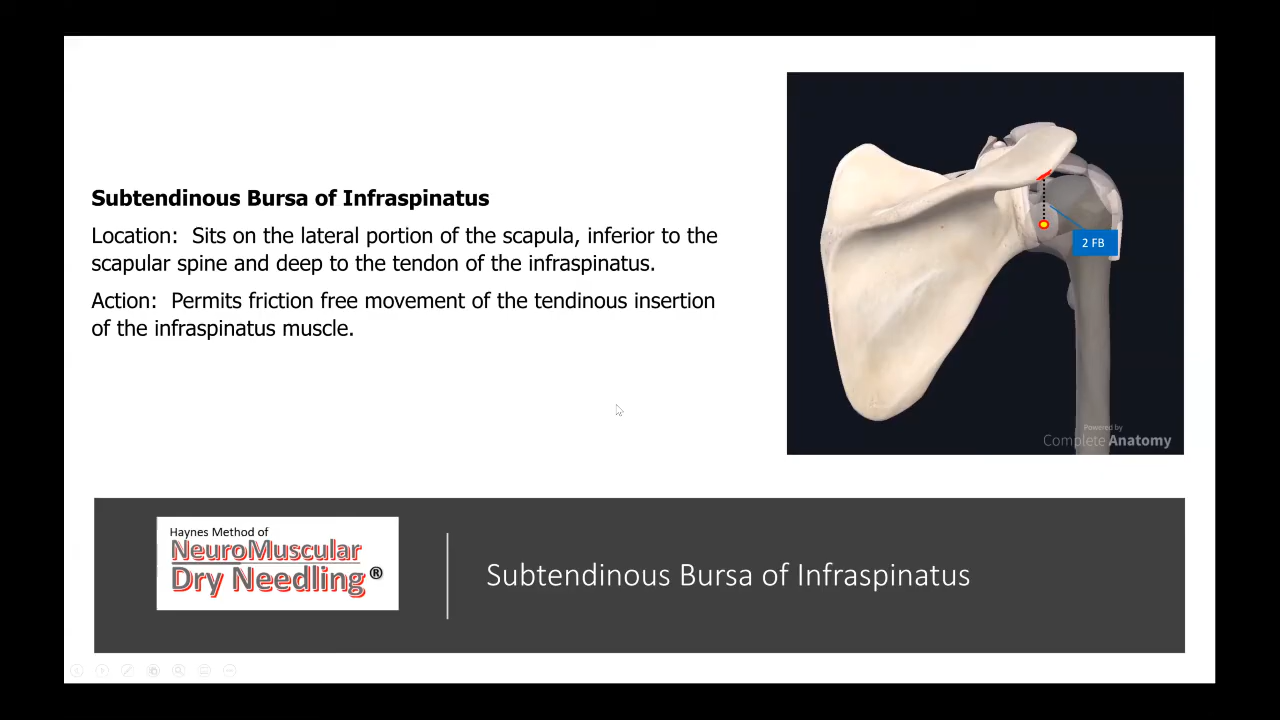 Subtendinous Bursa of Infraspinatus
Location:  Sits on the lateral portion of the scapula, inferior to the
scapular spine and deep to the tendon of the infraspinatus.
Action:  Permits friction free movement of the tendinous insertion
of the infraspinatus muscle.
2 FB
Powered by
Complete Anatomy
Haynes Method of
NeuroMuscular
Dry Needling®
Subtendinous Bursa of Infraspinatus